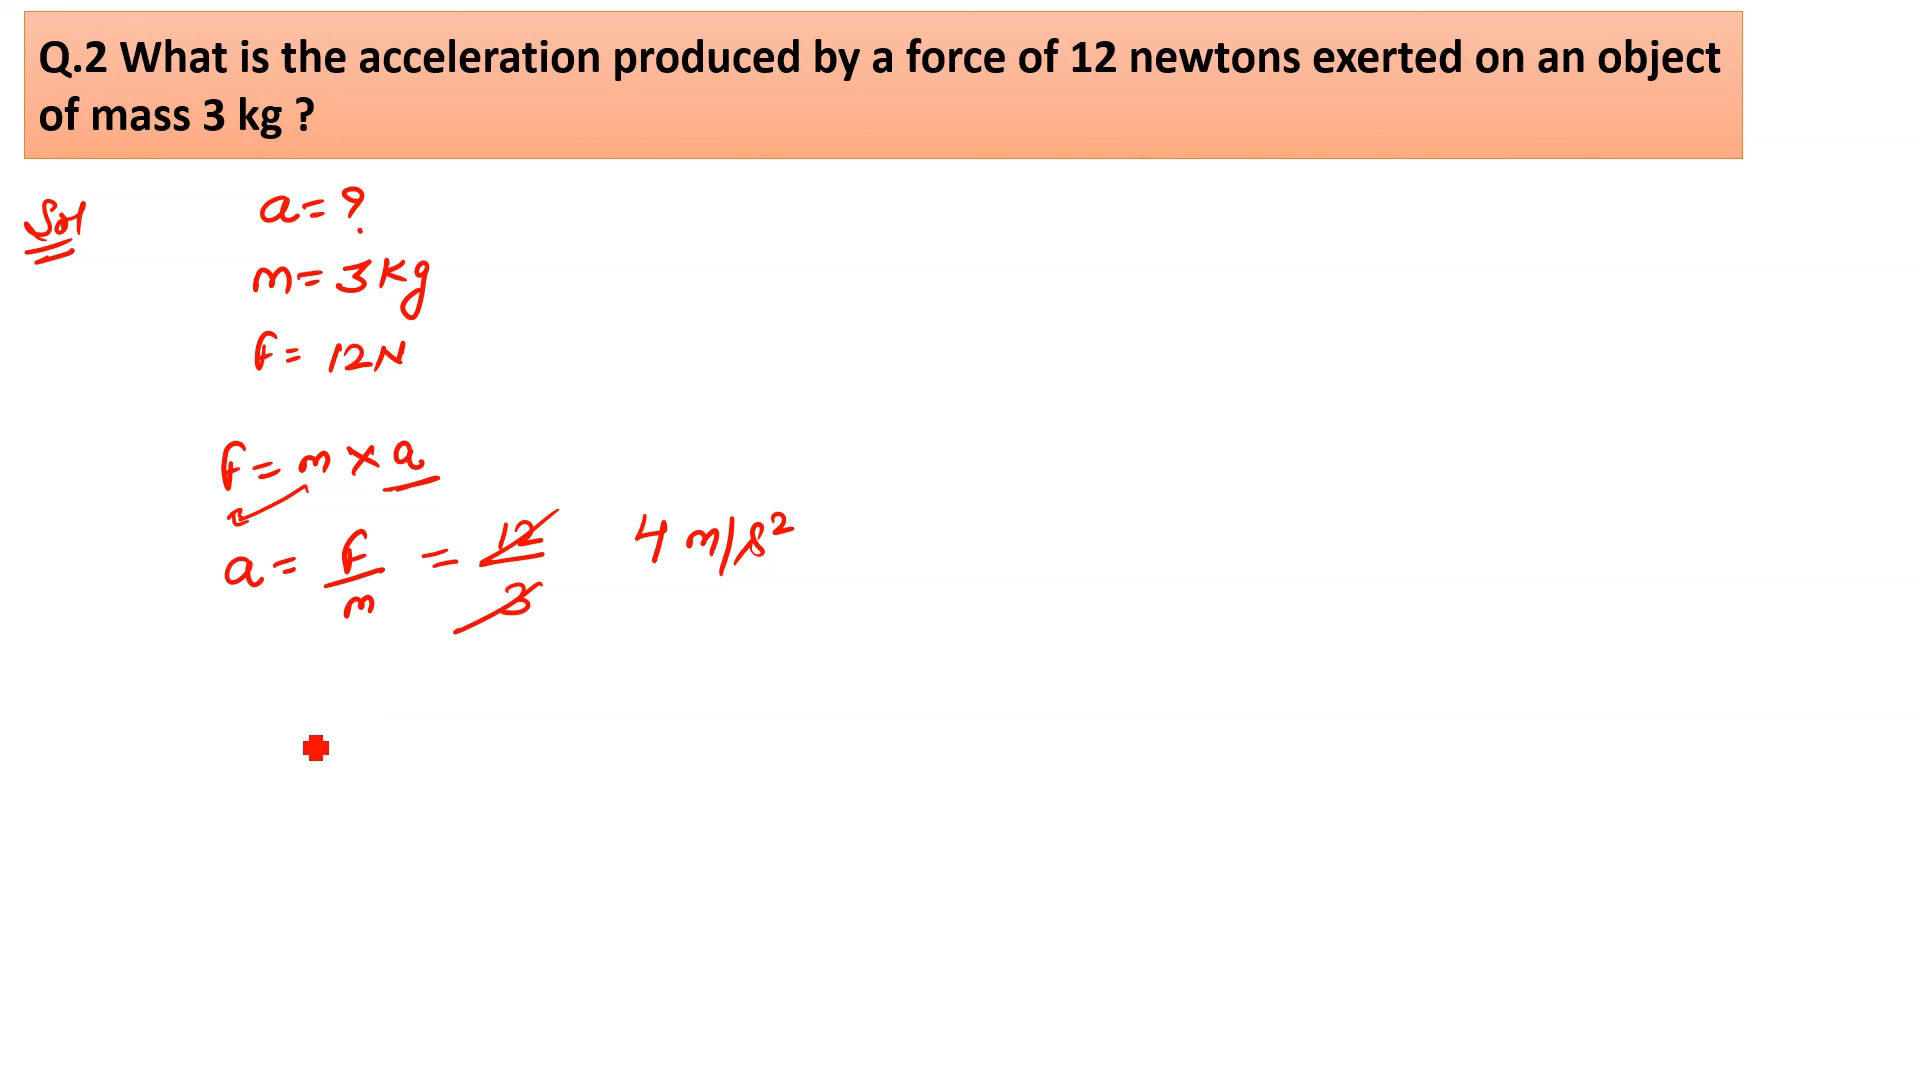 Q.2 What is the acceleration produced by a force of 12 newtons exerted on an object
of mass 3 kg ?
Sol
a = ?
m = 3 kg
f = 12 N
f = m × a
a = f/m = 12/3 4 m/s²